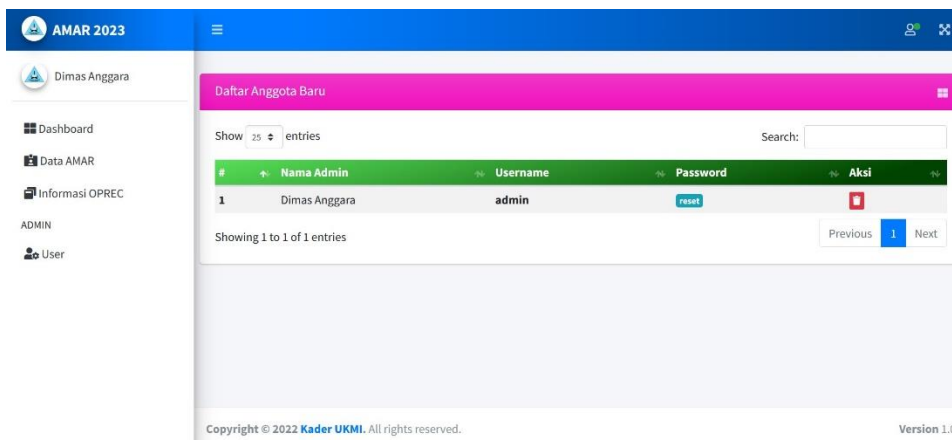 AMAR 2023
Dimas Anggara
Dashboard
Data AMAR
Informasi OPREC
ADMIN
User
Daftar Anggota Baru
Show 25 entries Search:
# Nama Admin Username Password Aksi
1 Dimas Anggara admin reset
Showing 1 to 1 of 1 entries Previous 1 Next
Copyright © 2022 Kader UKMI. All rights reserved. Version